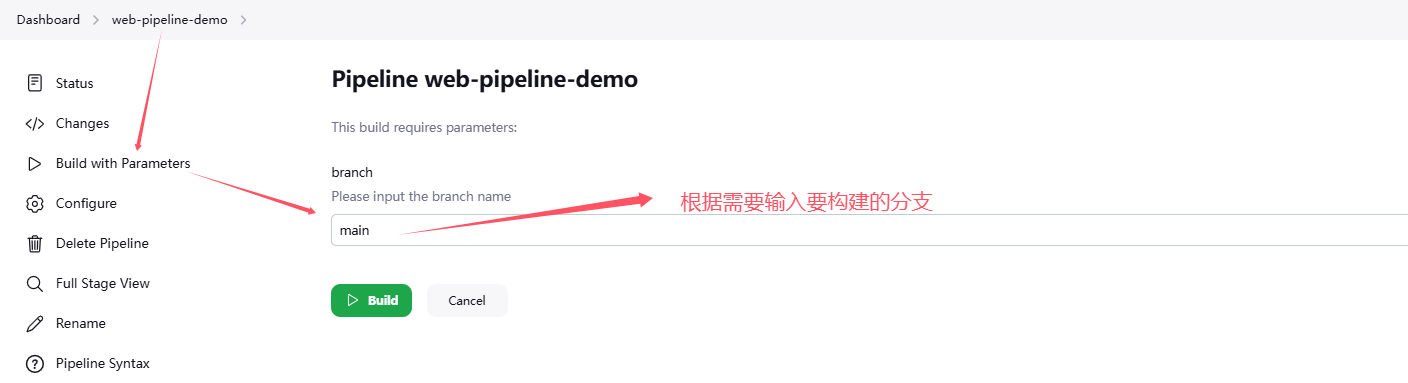 Dashboard
web-pipeline-demo
Status
Changes
Build with Parameters
Configure
Delete Pipeline
Full Stage View
Rename
Pipeline Syntax
Pipeline web-pipeline-demo
This build requires parameters:
branch
Please input the branch name
根据需要输入要构建的分支
main
Build
Cancel